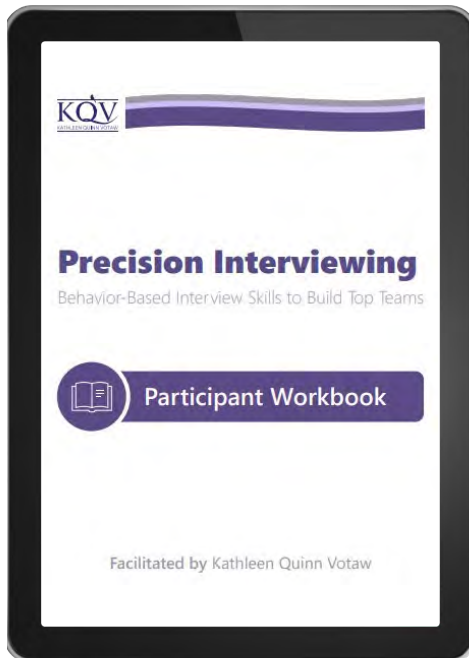 KQV
KATHLEEN QUINN VOTAW
Precision Interviewing
Behavior-Based Interview Skills to Build Top Teams
Participant Workbook
Facilitated by Kathleen Quinn Votaw